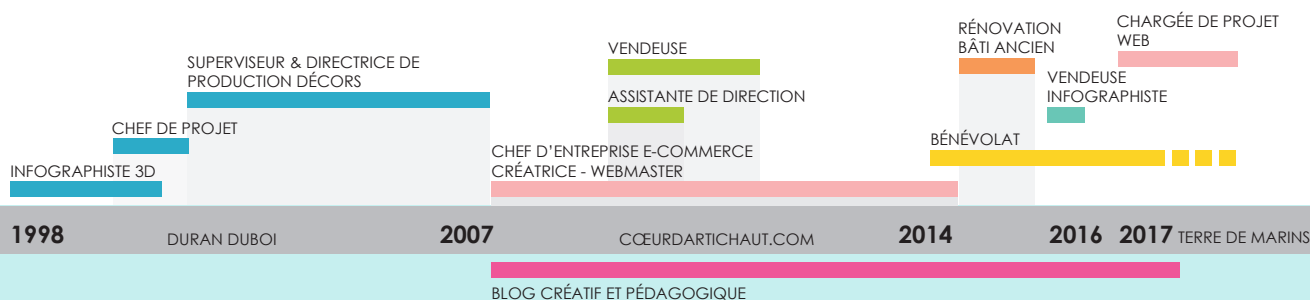 SUPERVISEUR & DIRECTRICE DE
PRODUCTION DÉCORS
CHEF DE PROJET
INFOGRAPHISTE 3D
VENDEUSE
ASSISTANTE DE DIRECTION
CHEF D'ENTREPRISE E-COMMERCE
CRÉATRICE - WEBMASTER
RÉNOVATION
BÂTI ANCIEN
CHARGÉE DE PROJET
WEB
VENDEUSE
INFOGRAPHISTE
BÉNÉVOLAT
1998 DURAN DUBOI 2007 CŒURDARTICHAUT.COM 2014 2016 2017 TERRE DE MARINS
BLOG CRÉATIF ET PÉDAGOGIQUE